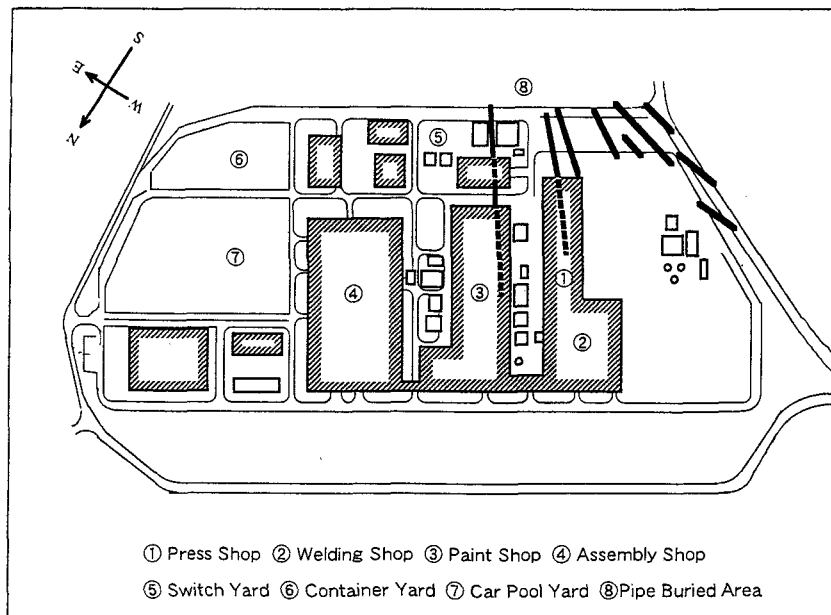 S
E
W
N
⑧
⑤
⑥
⑦
④
③
①
②
① Press Shop ② Welding Shop ③ Paint Shop ④ Assembly Shop
⑤ Switch Yard ⑥ Container Yard ⑦ Car Pool Yard ⑧Pipe Buried Area